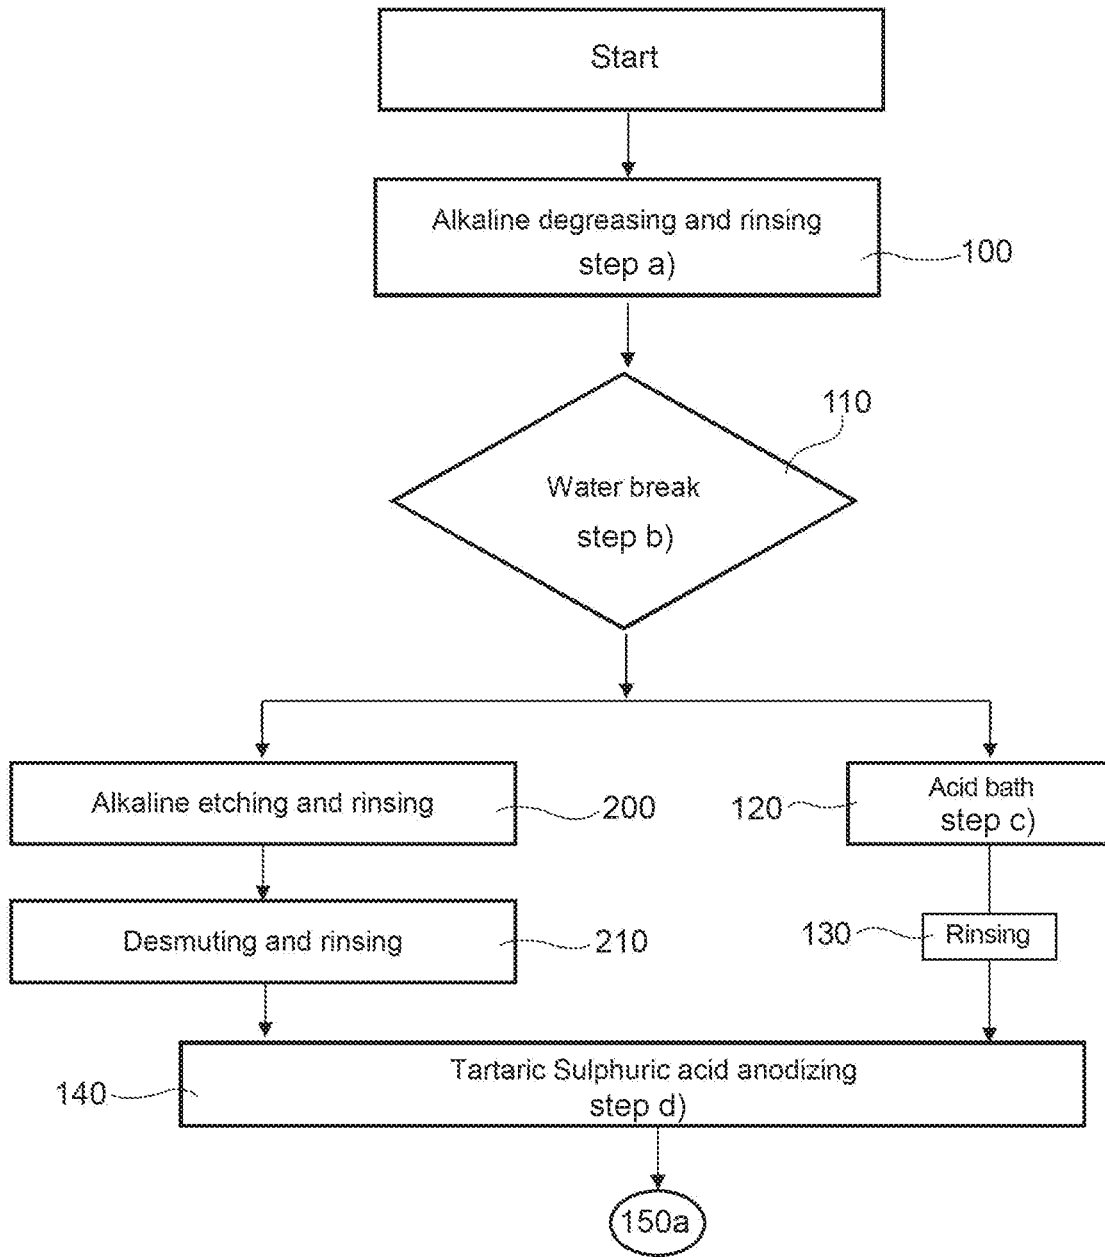 Start
Alkaline degreasing and rinsing
step a)
100
110
Water break
step b)
Alkaline etching and rinsing
200
120
Acid bath
step c)
Desmuting and rinsing
210
130
Rinsing
Tartaric Sulphuric acid anodizing
step d)
140
150a